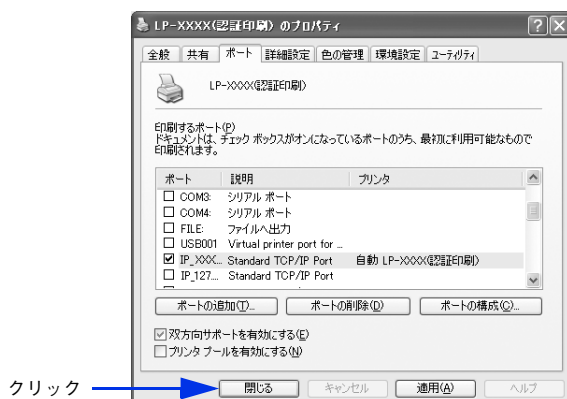 LP-XXXX(認証印刷) のプロパティ
全般 共有 ポート 詳細設定 色の管理 環境設定 ユーティリティ
LP-XXXX(認証印刷)
印刷するポート(P)
ドキュメントは、チェック ボックスがオンになっているポートのうち、最初に利用可能なもので
印刷されます。
ポート 説明 プリンタ
COM3: シリアル ポート
COM4: シリアル ポート
FILE: ファイルへ出力
USB001 Virtual printer port for ...
IP_XXX... Standard TCP/IP Port 自動 LP-XXXX(認証印刷)
IP_127... Standard TCP/IP Port
ポートの追加(T)... ポートの削除(D) ポートの構成(C)...
双方向サポートを有効にする(E)
プリンタ プールを有効にする(N)
クリック 閉じる キャンセル 適用(A) ヘルプ